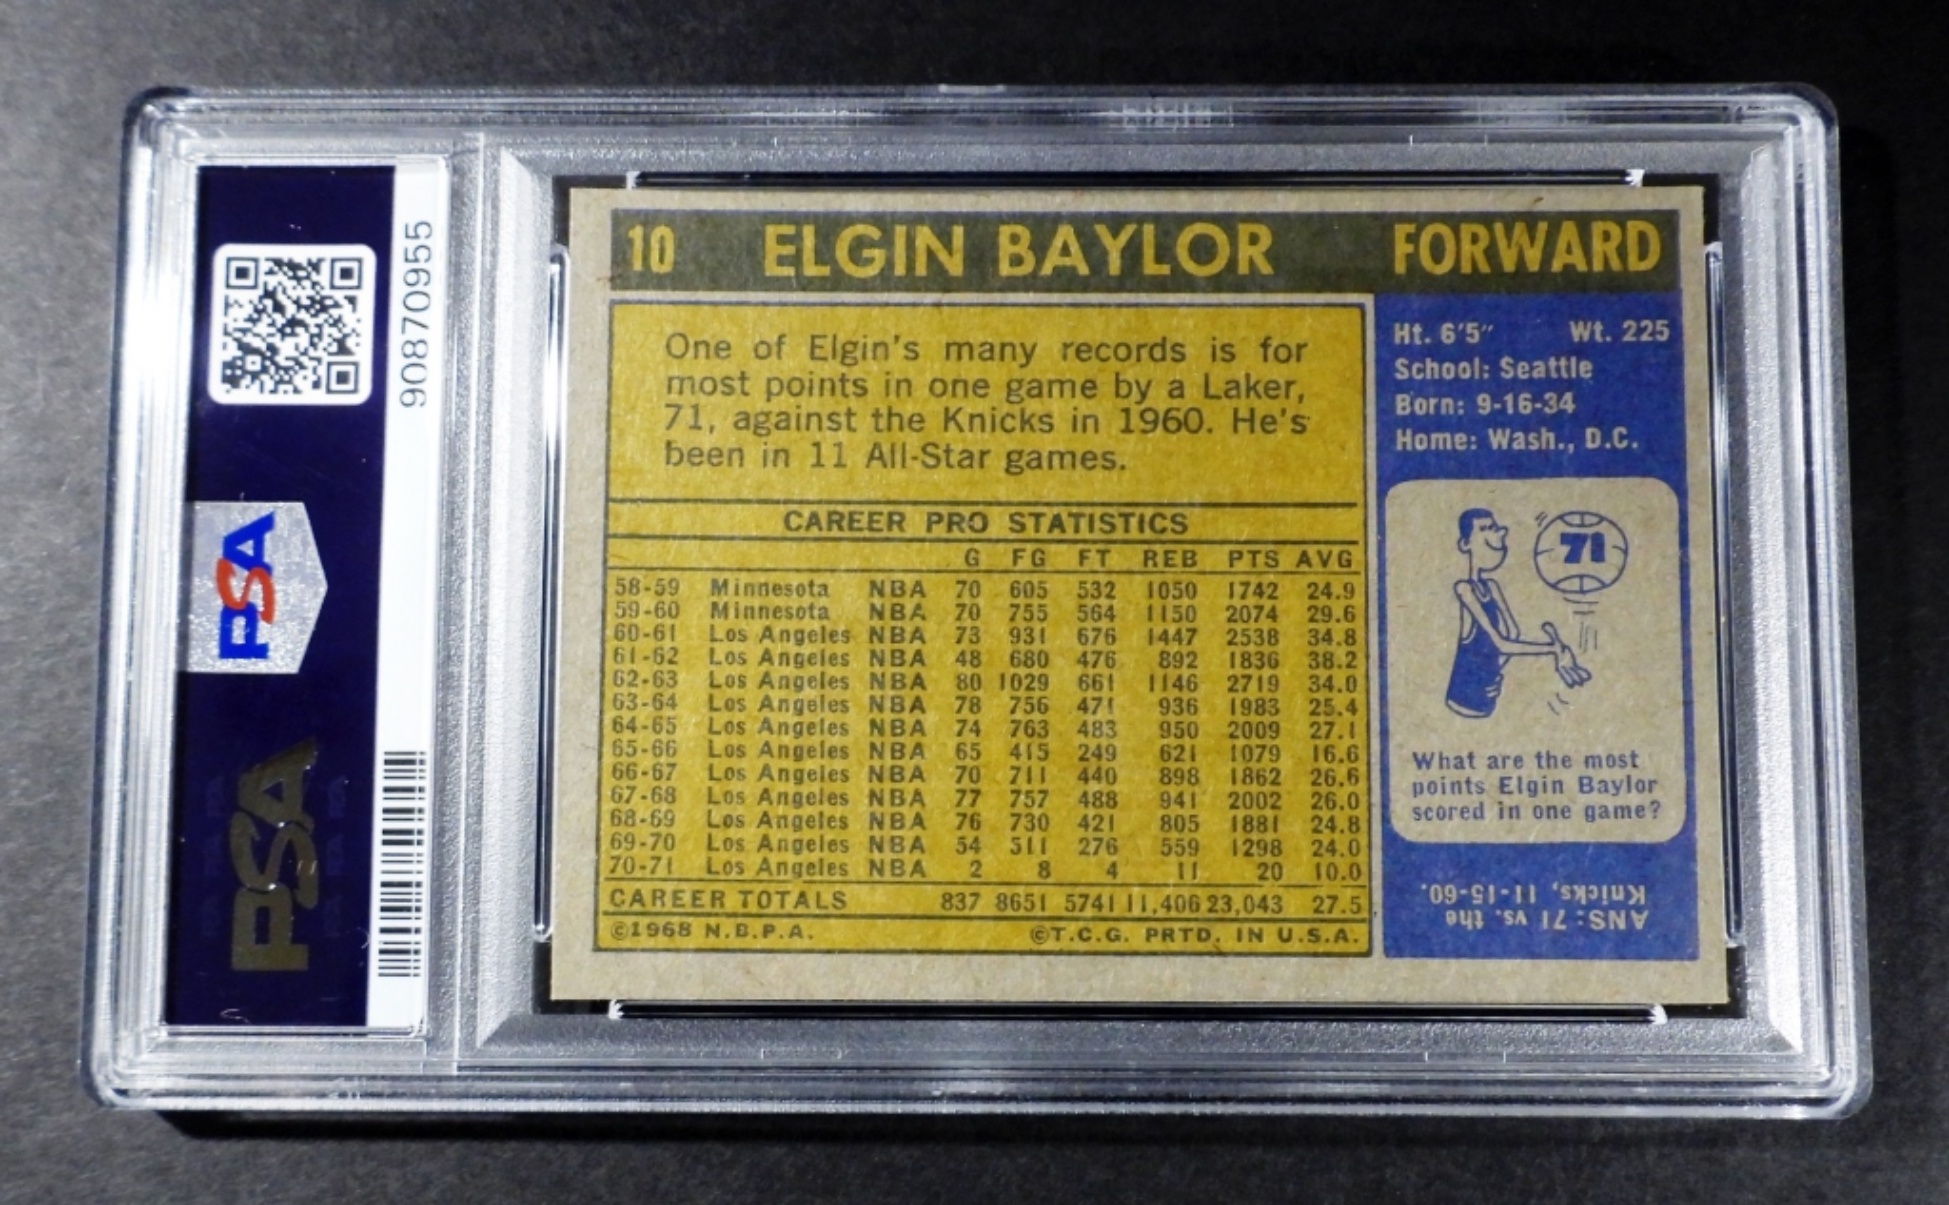 90870955
PSA
PSA
10 ELGIN BAYLOR FORWARD
One of Elgin's many records is for
most points in one game by a Laker,
71, against the Knicks in 1960. He's
been in 11 All-Star games.
CAREER PRO STATISTICS
G FG FT REB PTS AVG
58-59 Minnesota NBA 70 605 532 1050 1742 24.9
59-60 Minnesota NBA 70 755 564 1150 2074 29.6
60-61 Los Angeles NBA 73 931 676 1447 2538 34.8
61-62 Los Angeles NBA 48 680 476 892 1836 38.2
62-63 Los Angeles NBA 80 1029 661 1146 2719 34.0
63-64 Los Angeles NBA 78 756 471 936 1983 25.4
64-65 Los Angeles NBA 74 763 483 950 2009 27.1
65-66 Los Angeles NBA 65 415 249 621 1079 16.6
66-67 Los Angeles NBA 70 711 440 898 1862 26.6
67-68 Los Angeles NBA 77 757 488 941 2002 26.0
68-69 Los Angeles NBA 76 730 421 805 1881 24.8
69-70 Los Angeles NBA 54 511 276 559 1298 24.0
70-71 Los Angeles NBA 2 8 4 11 20 10.0
CAREER TOTALS 837 8651 5741 11,406 23,043 27.5
©1968 N.B.P.A. ©T.C.G. PRTD. IN U.S.A.
Ht. 6'5" Wt. 225
School: Seattle
Born: 9-16-34
Home: Wash., D.C.
71
What are the most
points Elgin Baylor
scored in one game?
ANS: 71 vs. the
Knicks, 11-15-60.